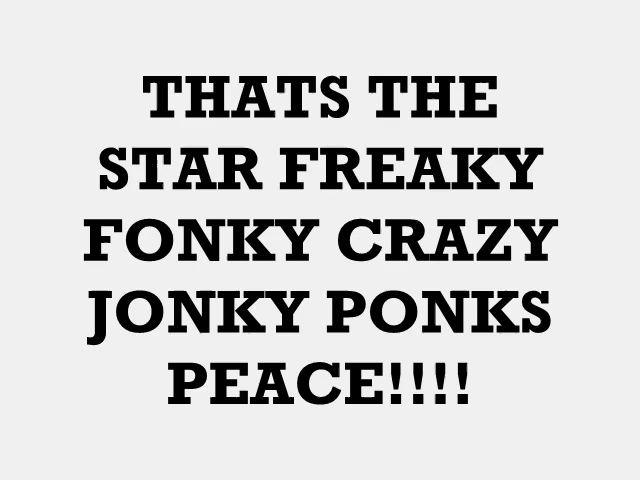 THATS THE
STAR FREAKY
FONKY CRAZY
JONKY PONKS
PEACE!!!!